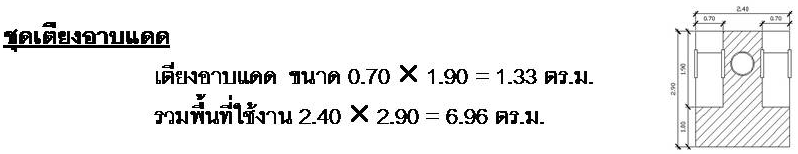 ชุดเตียงอาบแดด
เตียงอาบแดด ขนาด 0.70 × 1.90 = 1.33 ตร.ม.
รวมพื้นที่ใช้งาน 2.40 × 2.90 = 6.96 ตร.ม.
2.40
0.70 0.70
1.90
2.90
1.00